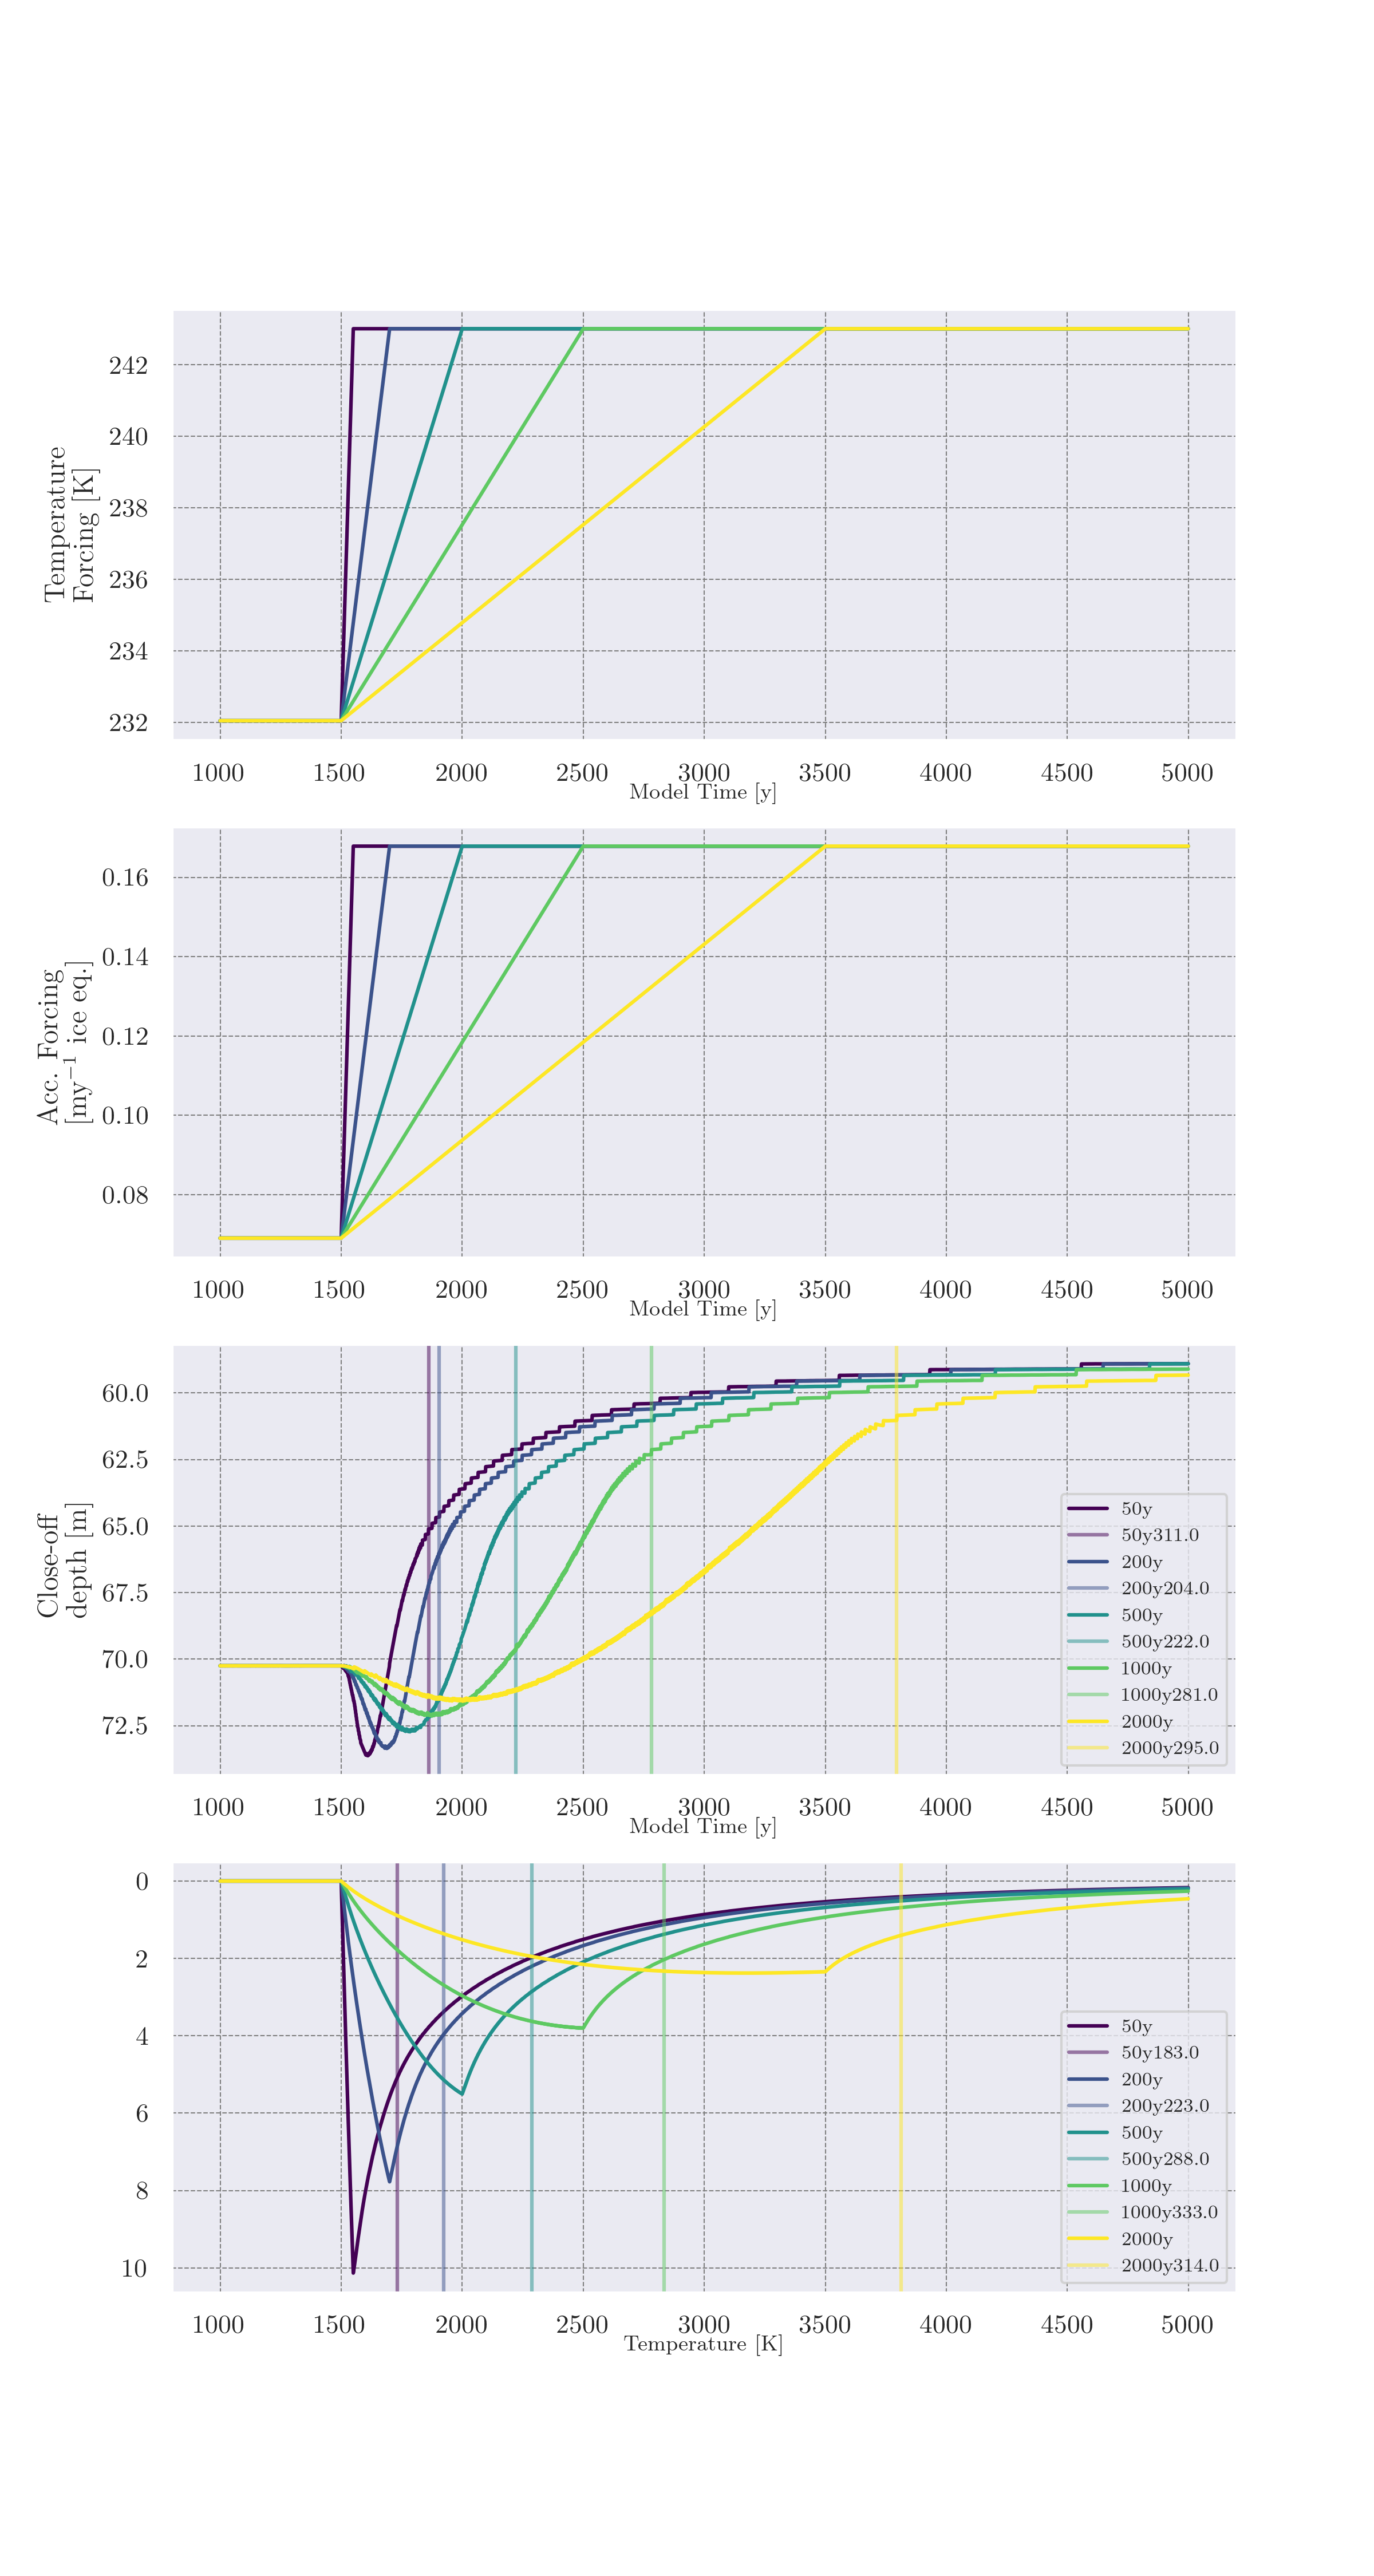 242
240
238
236
234
232
Temperature
Forcing [K]
1000 1500 2000 2500 3000 3500 4000 4500 5000
Model Time [y]
0.16
0.14
0.12
0.10
0.08
Acc. Forcing
[my⁻¹ ice eq.]
1000 1500 2000 2500 3000 3500 4000 4500 5000
Model Time [y]
60.0
62.5
65.0
67.5
70.0
72.5
Close-off
depth [m]
50y
50y311.0
200y
200y204.0
500y
500y222.0
1000y
1000y281.0
2000y
2000y295.0
1000 1500 2000 2500 3000 3500 4000 4500 5000
Model Time [y]
0
2
4
6
8
10
50y
50y183.0
200y
200y223.0
500y
500y288.0
1000y
1000y333.0
2000y
2000y314.0
1000 1500 2000 2500 3000 3500 4000 4500 5000
Temperature [K]